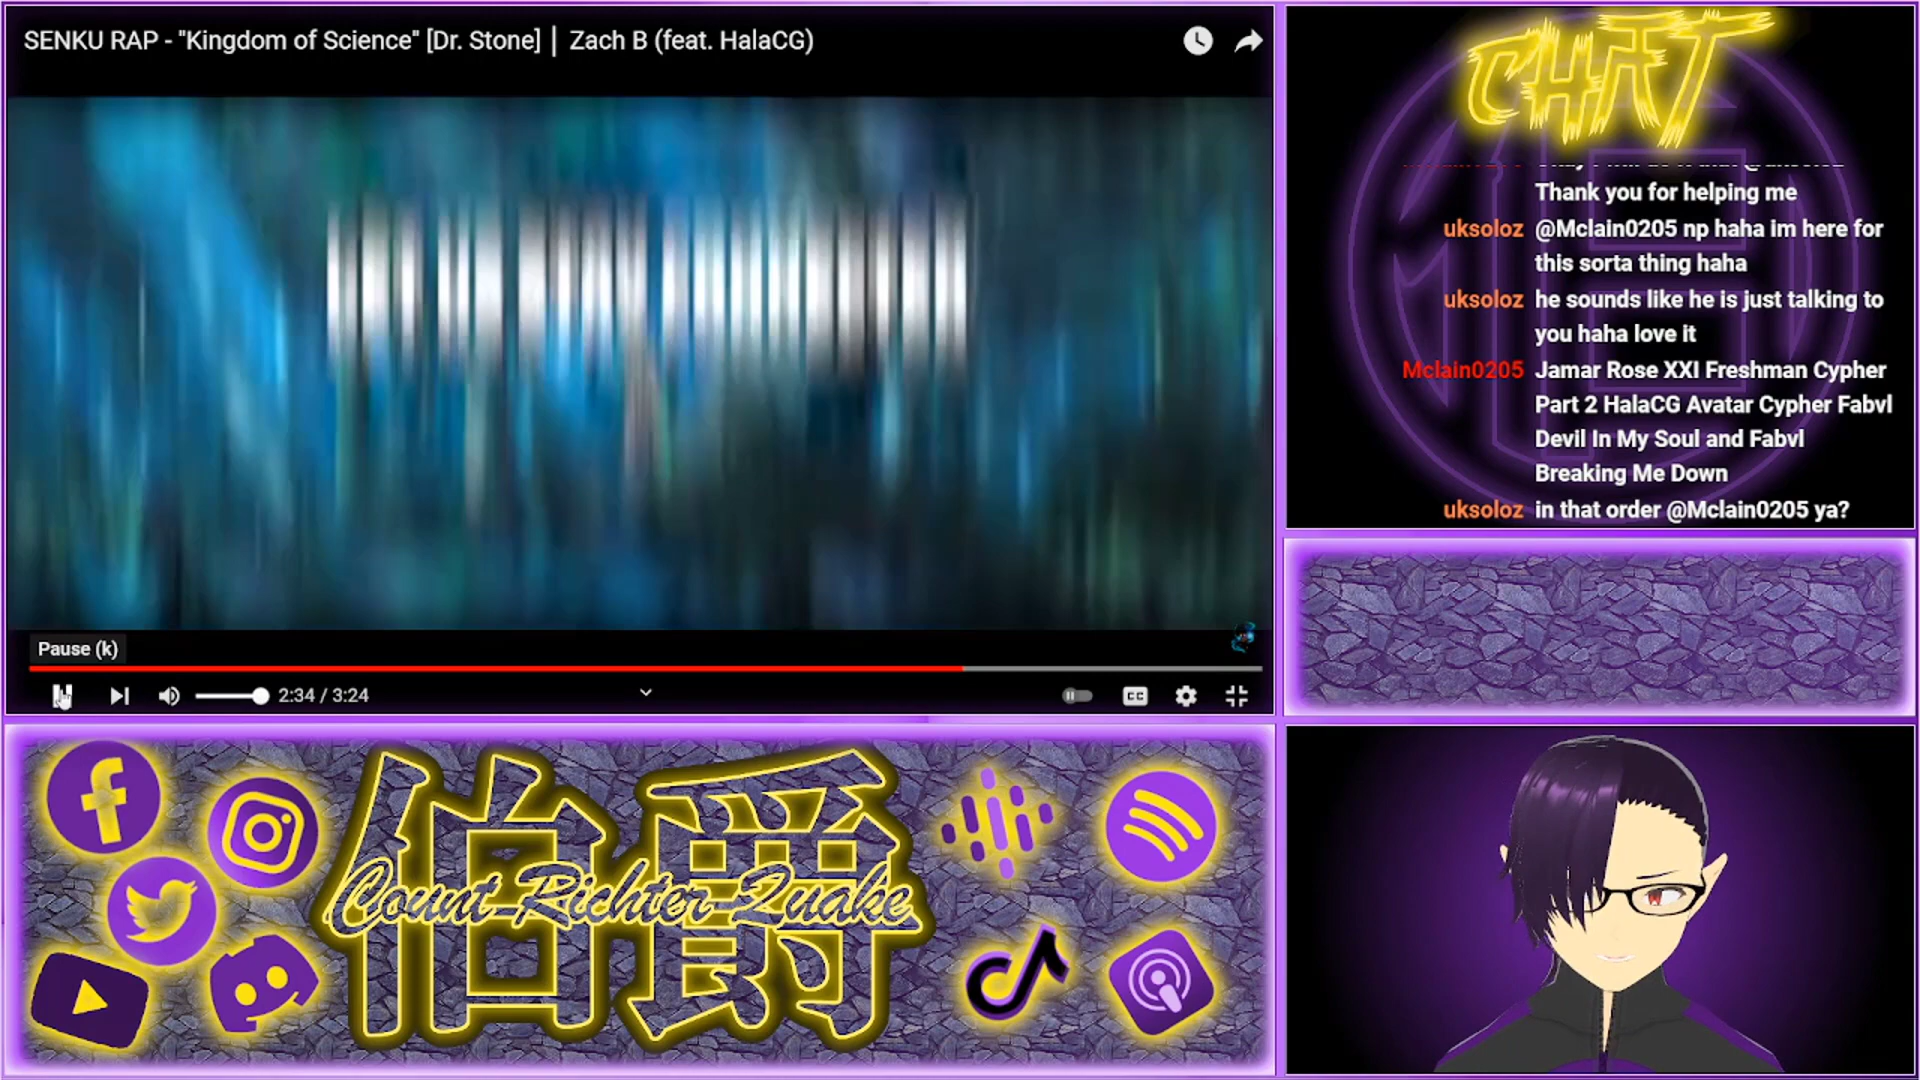 SENKU RAP - "Kingdom of Science" [Dr. Stone] │ Zach B (feat. HalaCG)
Pause (k)
2:34 / 3:24
CC
CHAT
Thank you for helping me
uksoloz @Mclain0205 np haha im here for
this sorta thing haha
uksoloz he sounds like he is just talking to
you haha love it
Mclain0205 Jamar Rose XXI Freshman Cypher
Part 2 HalaCG Avatar Cypher Fabvl
Devil In My Soul and Fabvl
Breaking Me Down
uksoloz in that order @Mclain0205 ya?
伯爵
Count Richter Quake